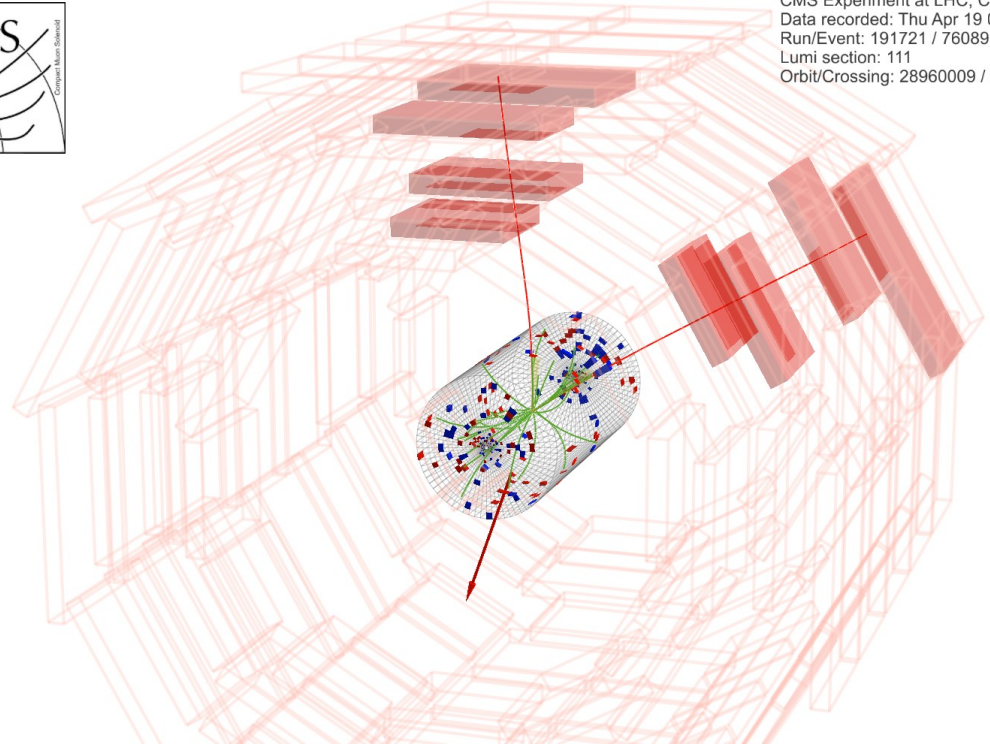 S
Compact Muon Solenoid
CMS Experiment at LHC, C
Data recorded: Thu Apr 19 0
Run/Event: 191721 / 76089
Lumi section: 111
Orbit/Crossing: 28960009 /